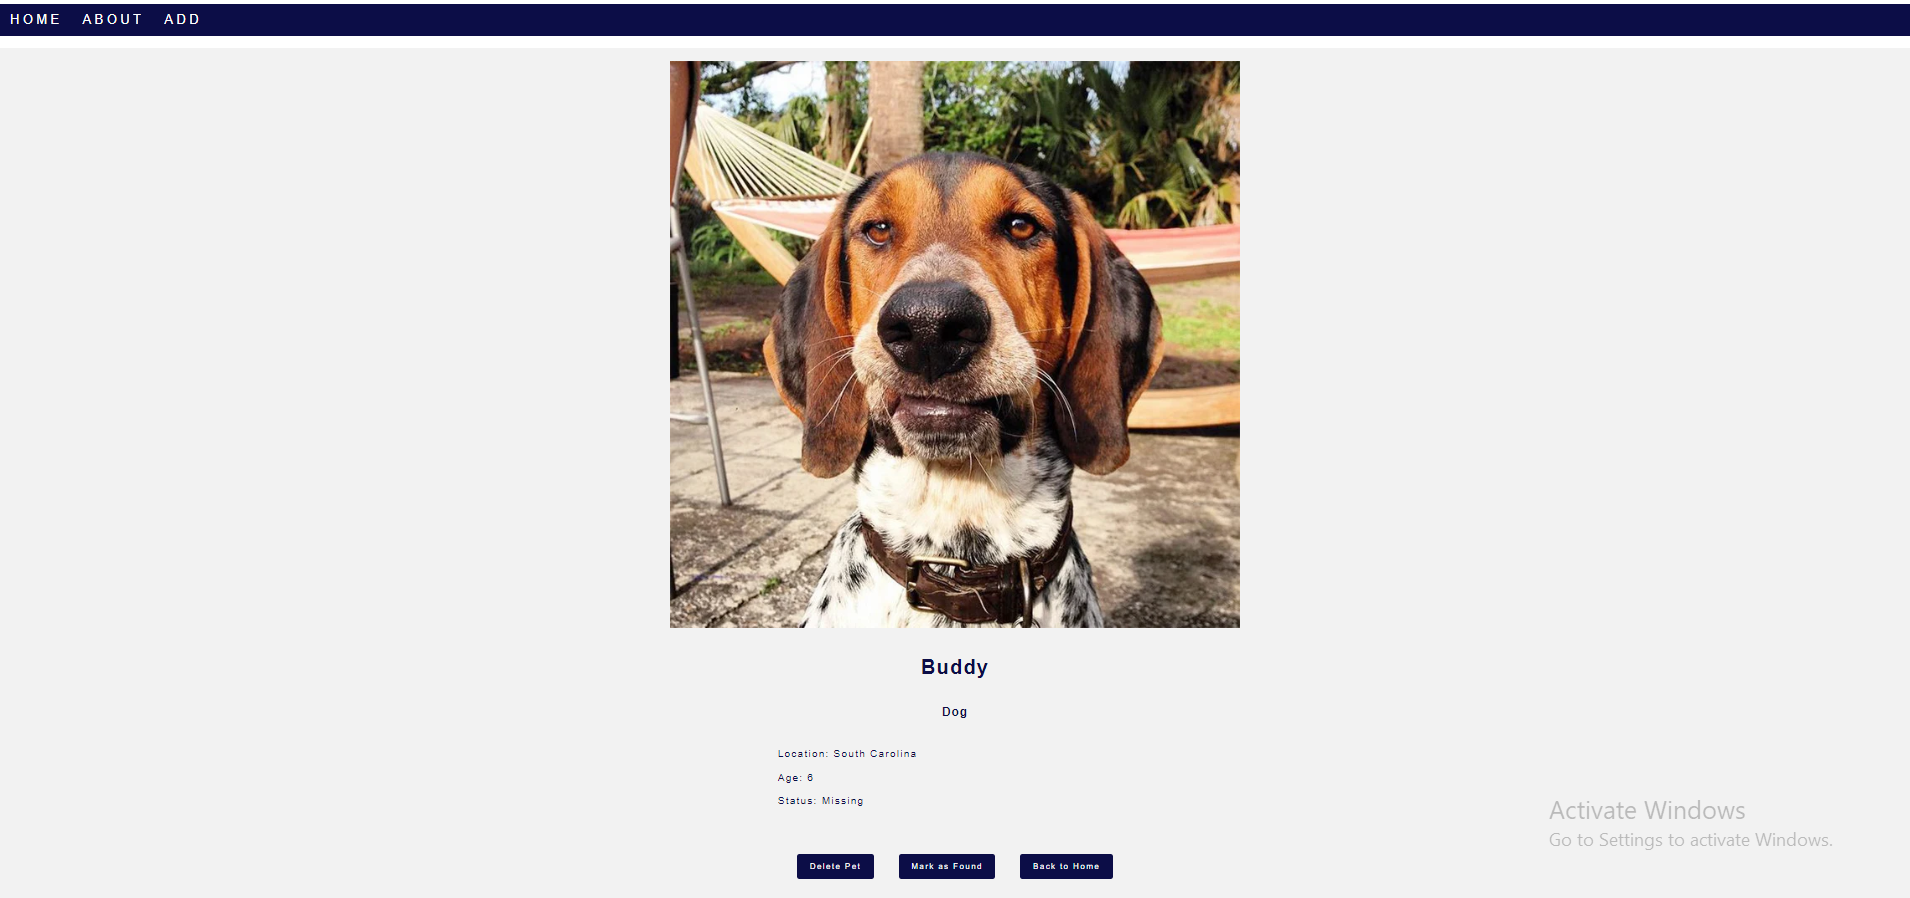 HOME ABOUT ADD
Buddy
Dog
Location: South Carolina
Age: 6
Status: Missing
Activate Windows
Go to Settings to activate Windows.
Delete Pet Mark as Found Back to Home